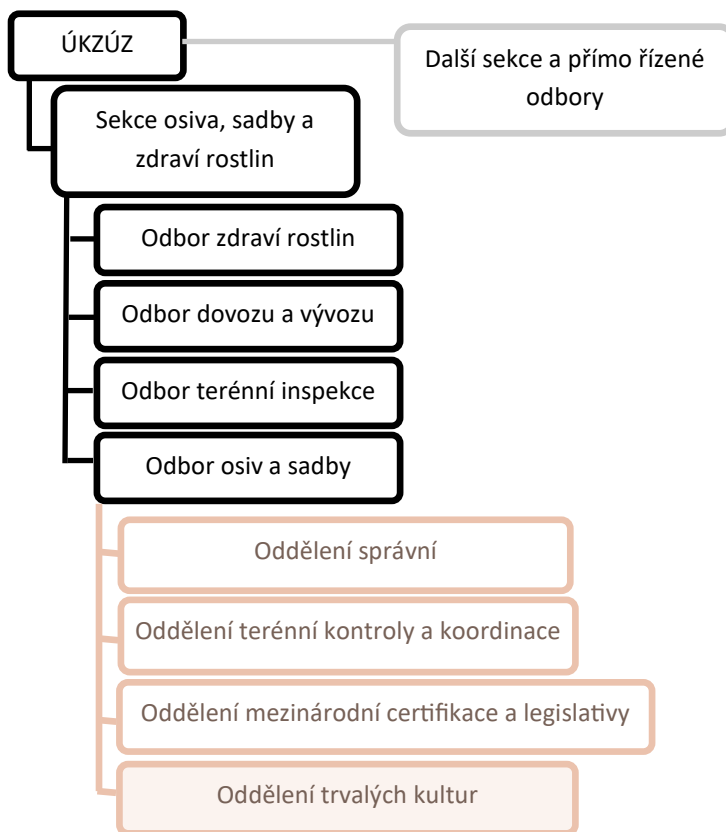 ÚKZÚZ
Další sekce a přímo řízené
odbory
Sekce osiva, sadby a
zdraví rostlin
Odbor zdraví rostlin
Odbor dovozu a vývozu
Odbor terénní inspekce
Odbor osiv a sadby
Oddělení správní
Oddělení terénní kontroly a koordinace
Oddělení mezinárodní certifikace a legislativy
Oddělení trvalých kultur